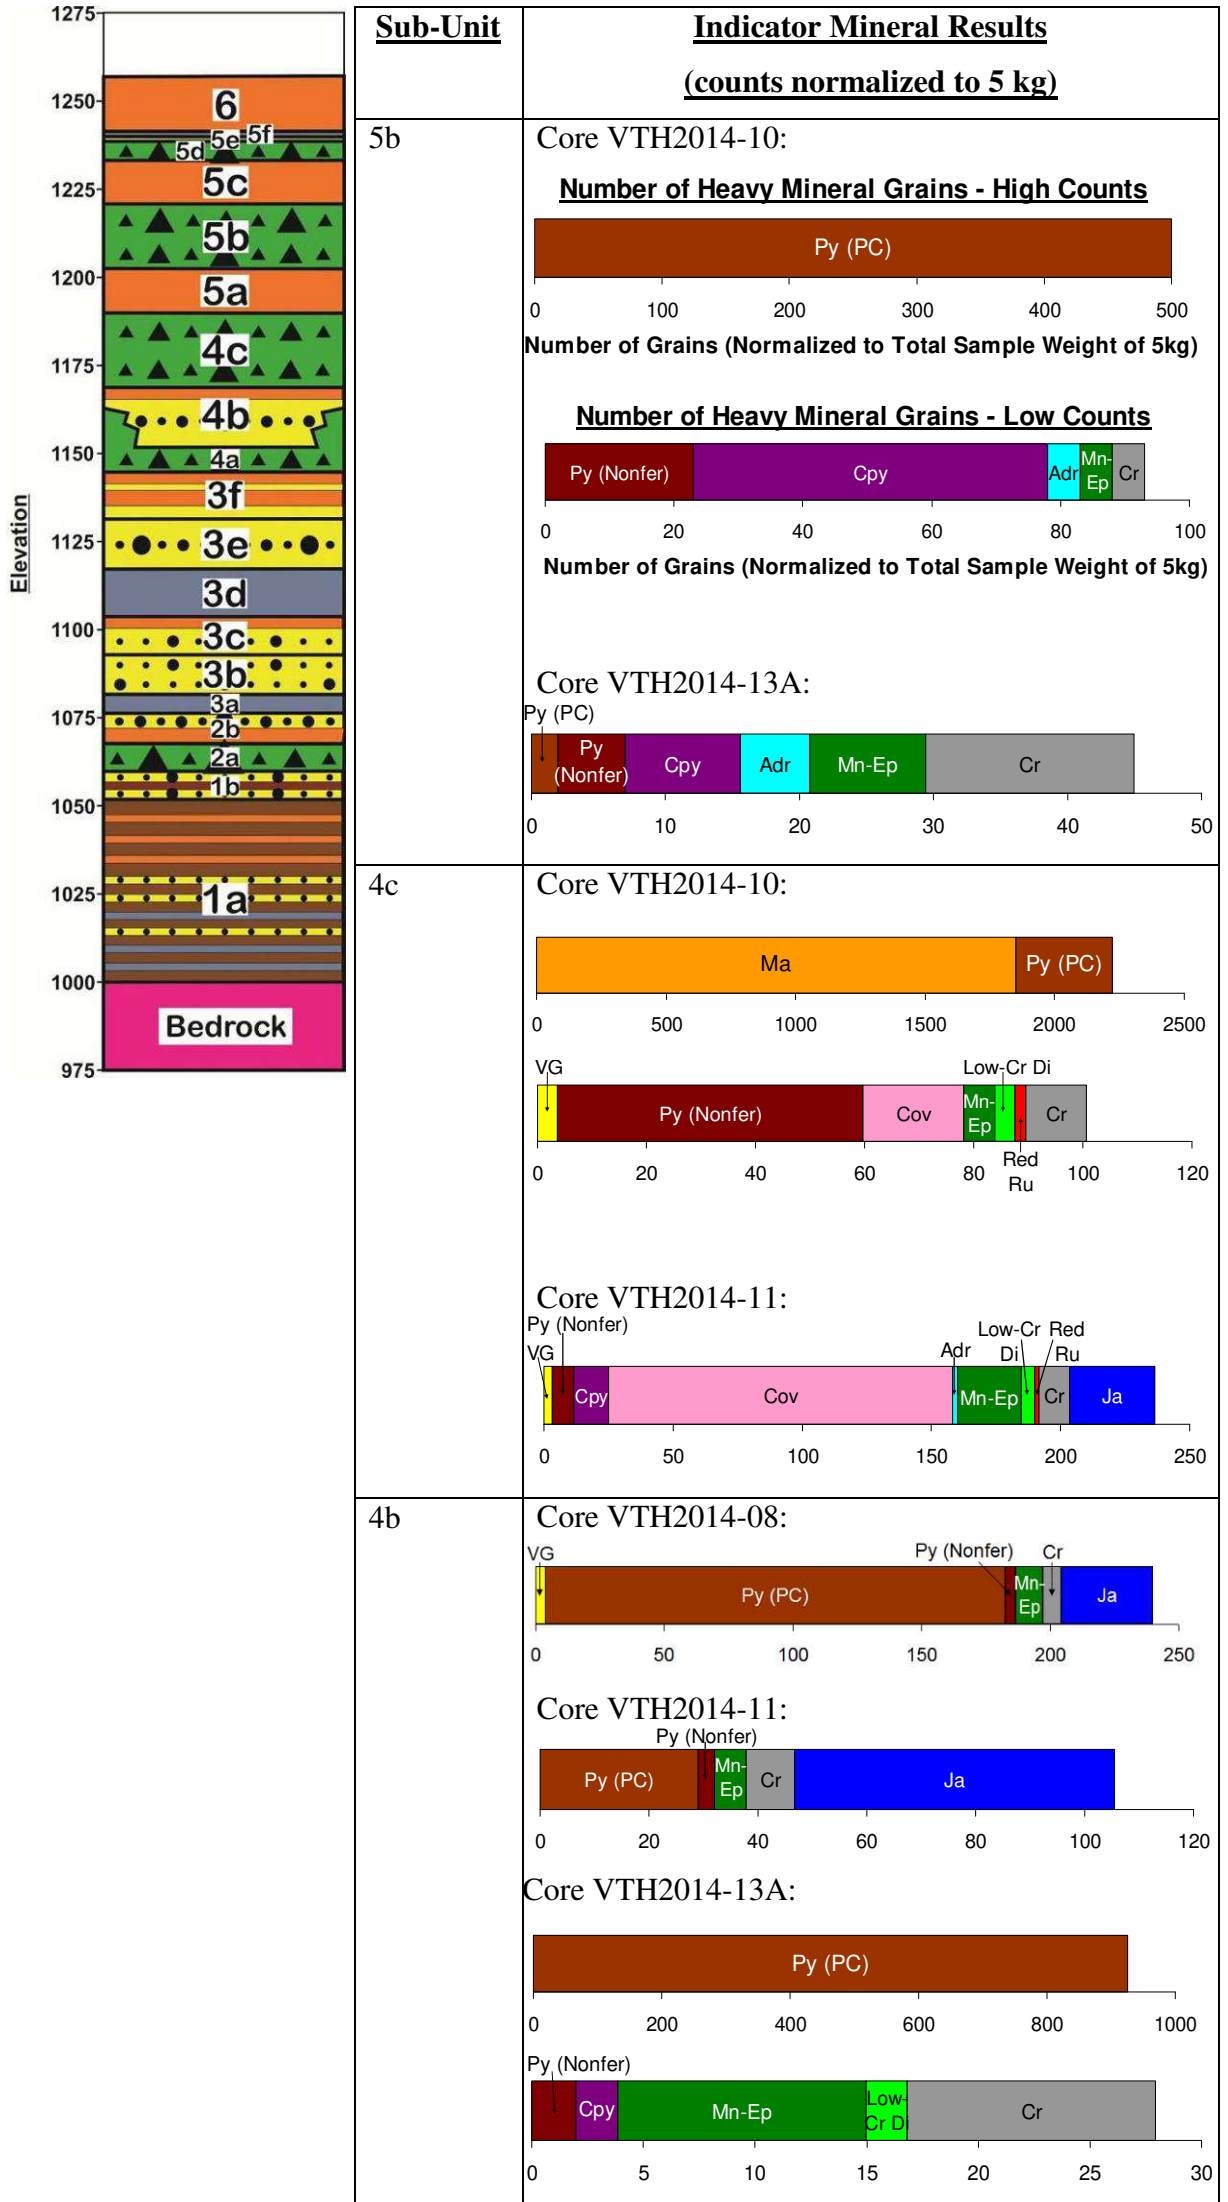 1275
1250
1225
1200
1175
1150
1125
1100
1075
1050
1025
1000
975
Elevation
6
5f
5e
5d
5c
5b
5a
4c
4b
4a
3f
3e
3d
3c
3b
3a
2b
2a
1b
1a
Bedrock
Sub-Unit
Indicator Mineral Results
(counts normalized to 5 kg)
5b
Core VTH2014-10:
Number of Heavy Mineral Grains - High Counts
Py (PC)
0 100 200 300 400 500
Number of Grains (Normalized to Total Sample Weight of 5kg)
Number of Heavy Mineral Grains - Low Counts
Py (Nonfer) Cpy Adr Mn-
Ep Cr
0 20 40 60 80 100
Number of Grains (Normalized to Total Sample Weight of 5kg)
Core VTH2014-13A:
Py (PC)
Py
(Nonfer) Cpy Adr Mn-Ep Cr
0 10 20 30 40 50
4c
Core VTH2014-10:
Ma Py (PC)
0 500 1000 1500 2000 2500
VG Low-Cr Di
Py (Nonfer) Cov Mn-
Ep Cr
0 20 40 60 80 100 120
Red
Ru
Core VTH2014-11:
Py (Nonfer) Low-Cr Red
VG Adr Di Ru
Cpy Cov Mn-Ep Cr Ja
0 50 100 150 200 250
4b
Core VTH2014-08:
VG Py (Nonfer) Cr
Py (PC) Mn-
Ep Ja
0 50 100 150 200 250
Core VTH2014-11:
Py (Nonfer)
Py (PC) Mn-
Ep Cr Ja
0 20 40 60 80 100 120
Core VTH2014-13A:
Py (PC)
0 200 400 600 800 1000
Py (Nonfer)
Cpy Mn-Ep Low-
Cr Di Cr
0 5 10 15 20 25 30